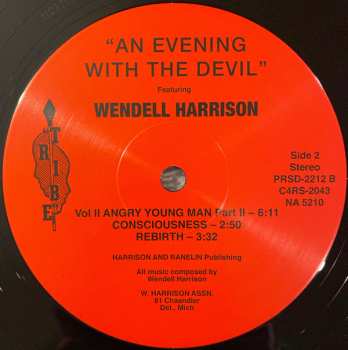 “AN EVENING
WITH THE DEVIL”
Featuring
WENDELL HARRISON
TRIBE
Side 2
Stereo
PRSD-2212 B
C4RS-2043
NA 5210
Vol II ANGRY YOUNG MAN Part II – 6:11
CONSCIOUSNESS – 2:50
REBIRTH – 3:32
HARRISON AND RANELIN Publishing
All music composed by
Wendell Harrison
W. HARRISON ASSN.
81 Chaandler
Det., Mich